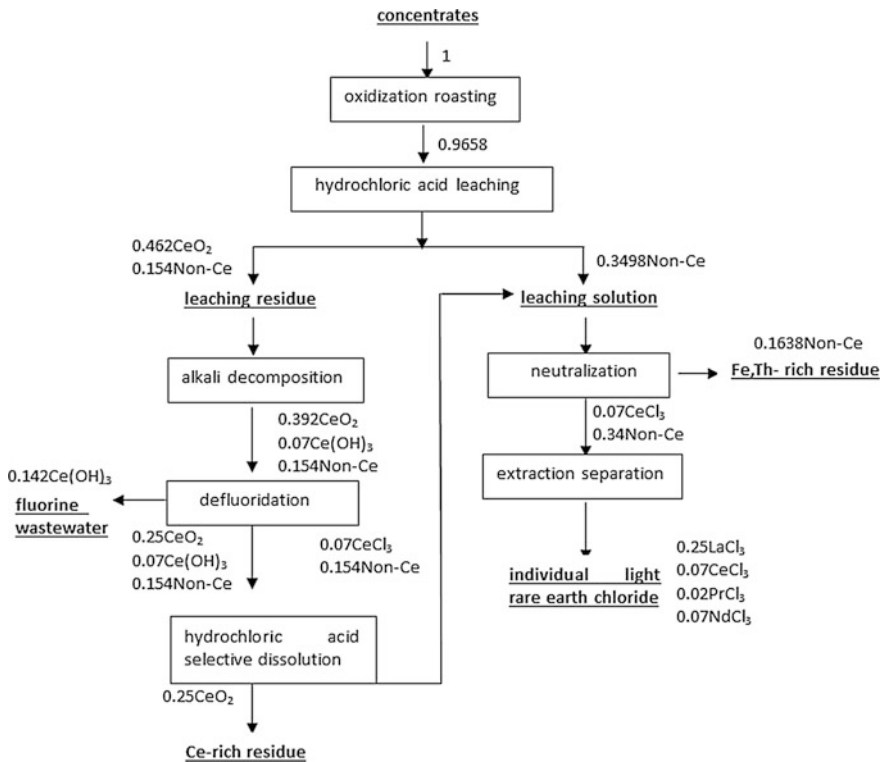 concentrates
1
oxidization roasting
0.9658
hydrochloric acid leaching
0.462CeO₂
0.154Non-Ce
0.3498Non-Ce
leaching residue
leaching solution
alkali decomposition
neutralization
0.1638Non-Ce
Fe,Th- rich residue
0.392CeO₂
0.07Ce(OH)₃
0.154Non-Ce
0.07CeCl₃
0.34Non-Ce
extraction separation
0.142Ce(OH)₃
fluorine
wastewater
defluoridation
0.25CeO₂
0.07Ce(OH)₃
0.154Non-Ce
0.07CeCl₃
0.154Non-Ce
individual light
rare earth chloride
0.25LaCl₃
0.07CeCl₃
0.02PrCl₃
0.07NdCl₃
hydrochloric acid
selective dissolution
0.25CeO₂
Ce-rich residue